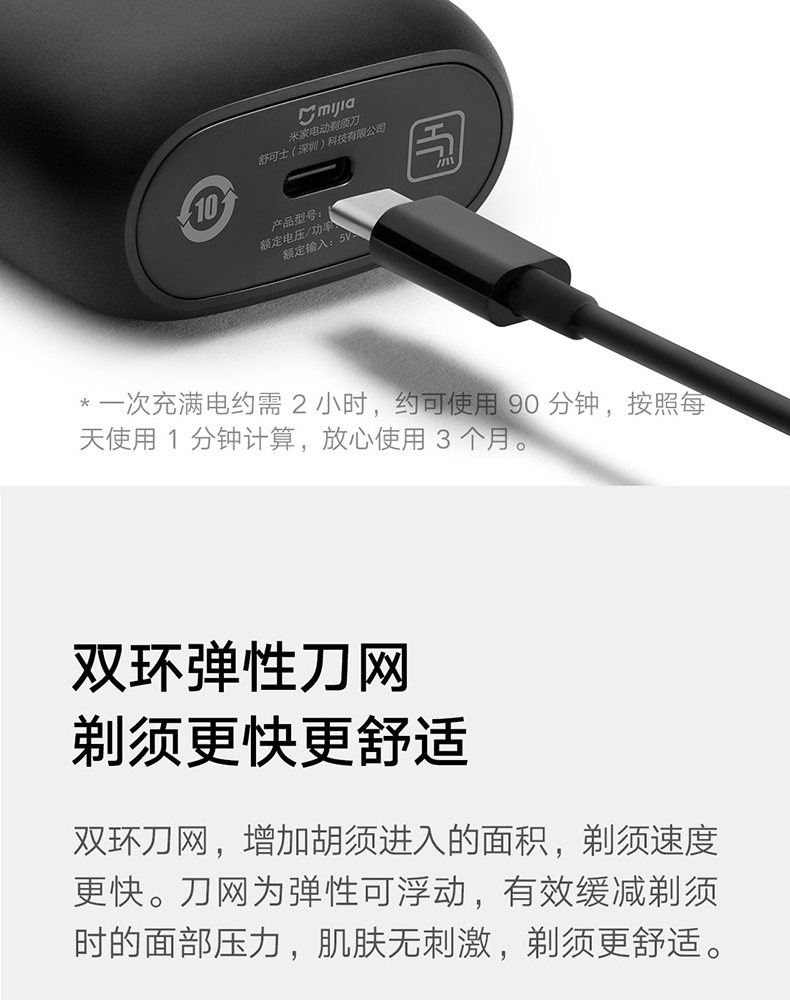 mijia
米家电动剃须刀
舒可士（深圳）科技有限公司
10
产品型号：
额定电压/功率：
额定输入：5V
* 一次充满电约需 2 小时，约可使用 90 分钟，按照每
天使用 1 分钟计算，放心使用 3 个月。
双环弹性刀网
剃须更快更舒适
双环刀网，增加胡须进入的面积，剃须速度
更快。刀网为弹性可浮动，有效缓减剃须
时的面部压力，肌肤无刺激，剃须更舒适。